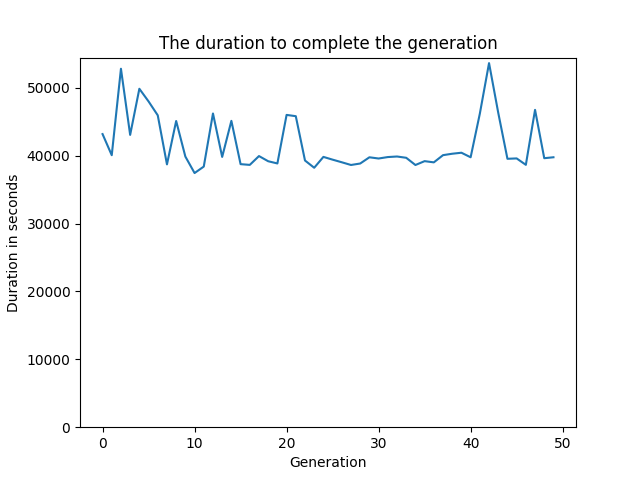 The duration to complete the generation
50000
40000
30000
20000
10000
0
Duration in seconds
0 10 20 30 40 50
Generation